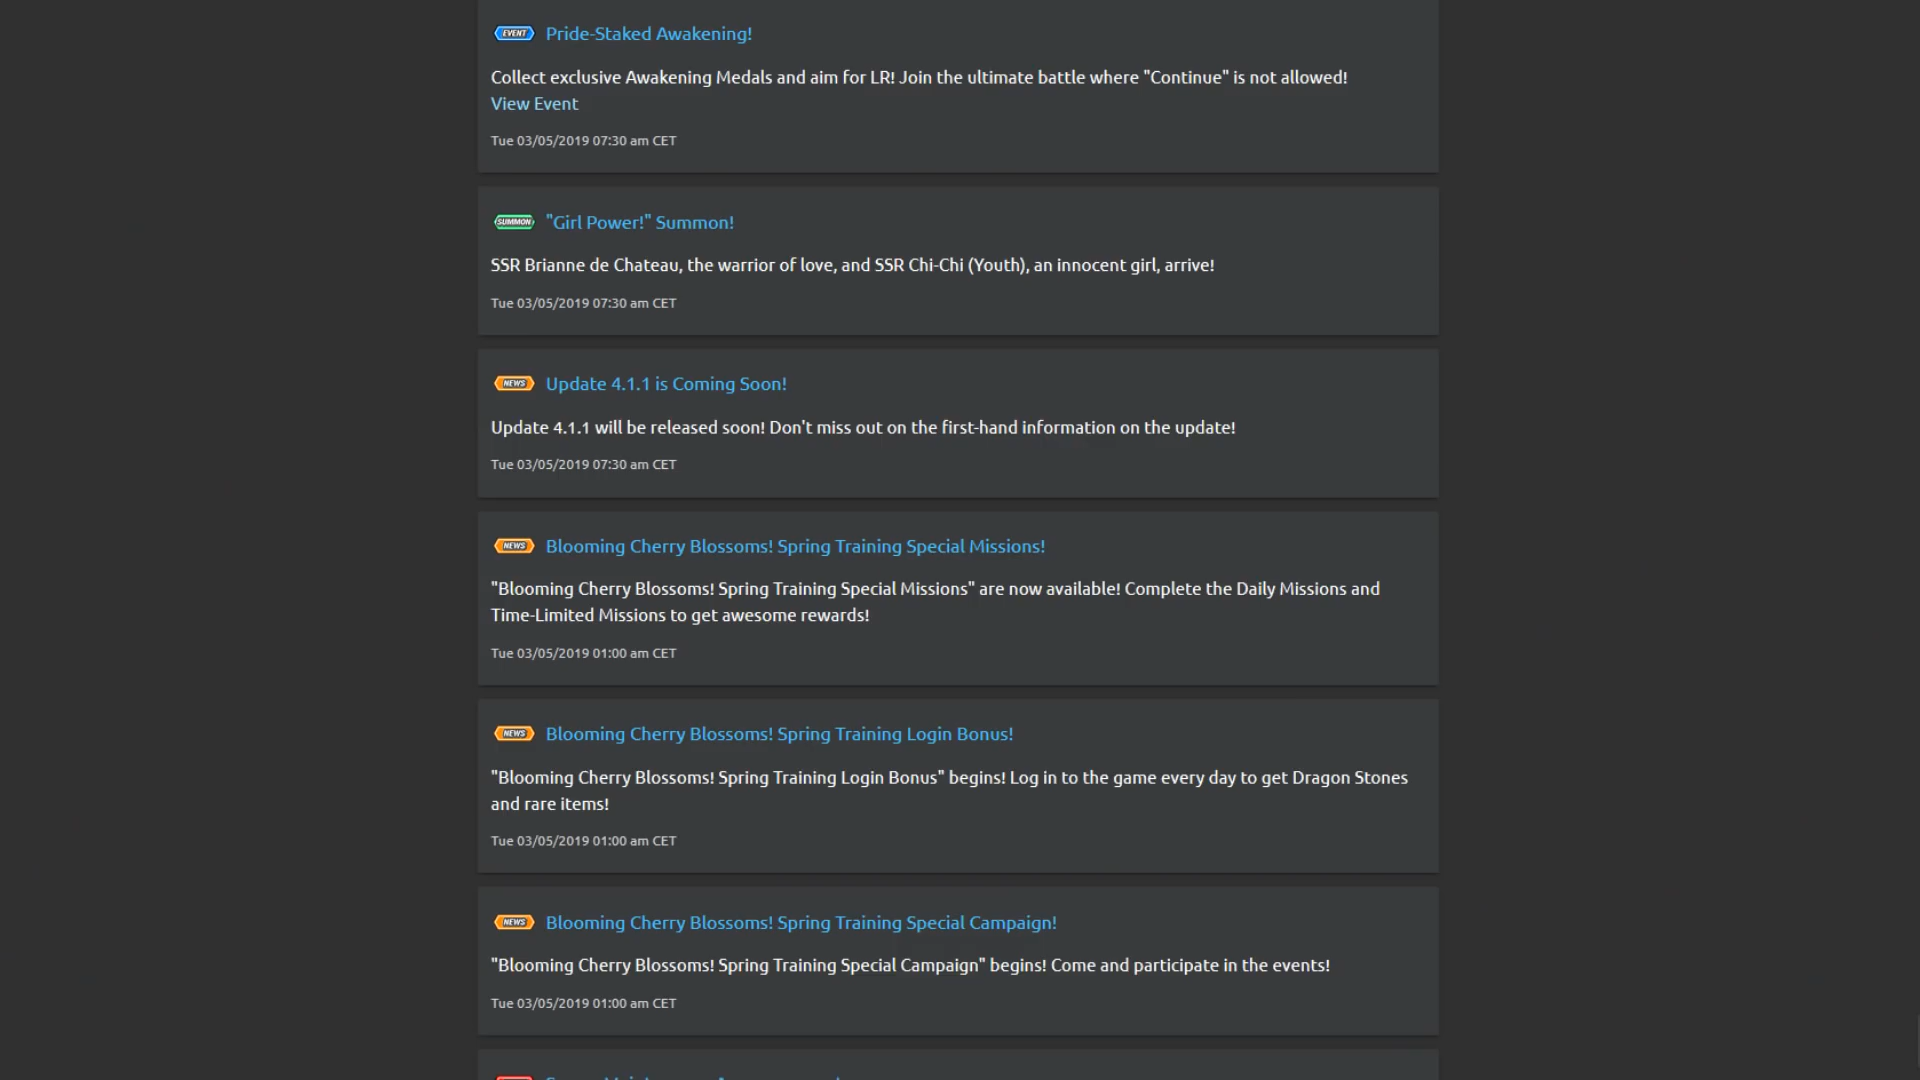 EVENT Pride-Staked Awakening!
Collect exclusive Awakening Medals and aim for LR! Join the ultimate battle where "Continue" is not allowed!
View Event
Tue 03/05/2019 07:30 am CET
SUMMON "Girl Power!" Summon!
SSR Brianne de Chateau, the warrior of love, and SSR Chi-Chi (Youth), an innocent girl, arrive!
Tue 03/05/2019 07:30 am CET
NEWS Update 4.1.1 is Coming Soon!
Update 4.1.1 will be released soon! Don't miss out on the first-hand information on the update!
Tue 03/05/2019 07:30 am CET
NEWS Blooming Cherry Blossoms! Spring Training Special Missions!
"Blooming Cherry Blossoms! Spring Training Special Missions" are now available! Complete the Daily Missions and
Time-Limited Missions to get awesome rewards!
Tue 03/05/2019 01:00 am CET
NEWS Blooming Cherry Blossoms! Spring Training Login Bonus!
"Blooming Cherry Blossoms! Spring Training Login Bonus" begins! Log in to the game every day to get Dragon Stones
and rare items!
Tue 03/05/2019 01:00 am CET
NEWS Blooming Cherry Blossoms! Spring Training Special Campaign!
"Blooming Cherry Blossoms! Spring Training Special Campaign" begins! Come and participate in the events!
Tue 03/05/2019 01:00 am CET